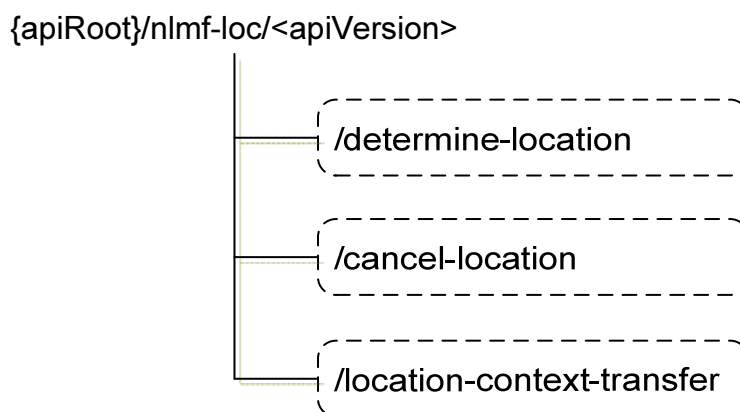 {apiRoot}/nlmf-loc/<apiVersion>
/determine-location
/cancel-location
/location-context-transfer